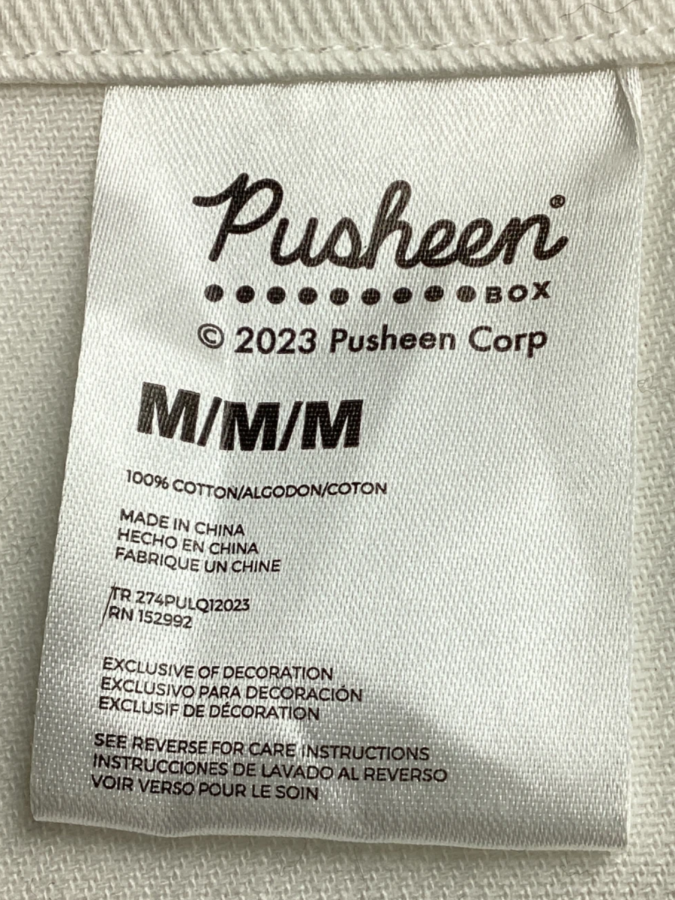 Pusheen®
BOX
© 2023 Pusheen Corp
M/M/M
100% COTTON/ALGODON/COTON
MADE IN CHINA
HECHO EN CHINA
FABRIQUE UN CHINE
TR 274PULQ12023
RN 152992
EXCLUSIVE OF DECORATION
EXCLUSIVO PARA DECORACIÓN
EXCLUSIF DE DÉCORATION
SEE REVERSE FOR CARE INSTRUCTIONS
INSTRUCCIONES DE LAVADO AL REVERSO
VOIR VERSO POUR LE SOIN